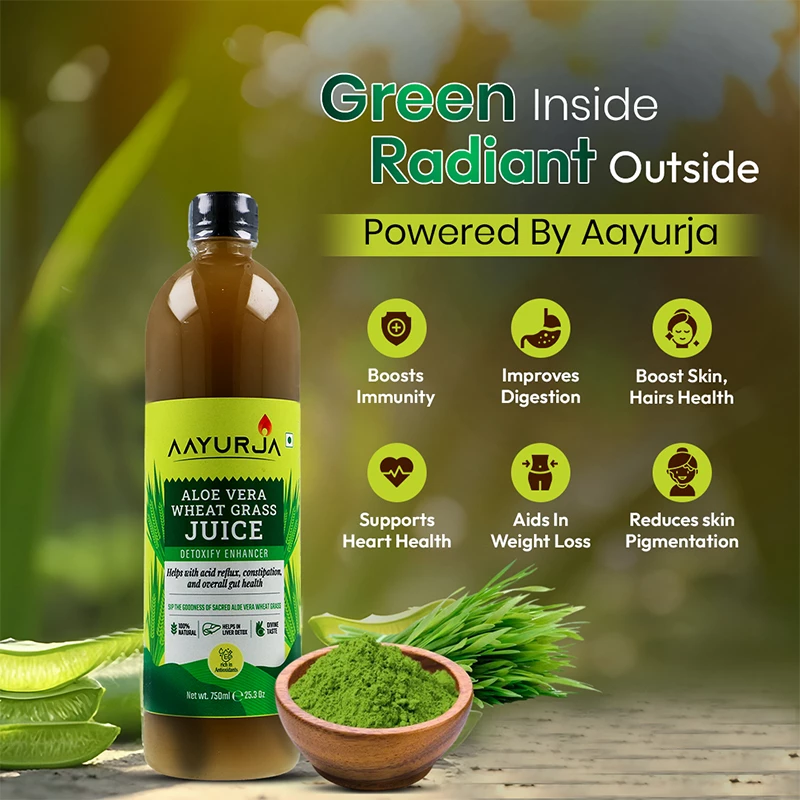 Green Inside
Radiant Outside
Powered By Aayurja
Boosts
Immunity
Improves
Digestion
Boost Skin,
Hairs Health
Supports
Heart Health
Aids In
Weight Loss
Reduces skin
Pigmentation
AAYURJA
ALOE VERA
WHEAT GRASS
JUICE
DETOXIFY ENHANCER
Helps with acid reflux, constipation,
and overall gut health
SIP THE GOODNESS OF SACRED ALOE VERA WHEAT GRASS
100%
NATURAL
HELPS IN
LIVER DETOX
DIVINE
TASTE
rich in
Antioxidants
Net wt. 750ml e 25.3 Oz